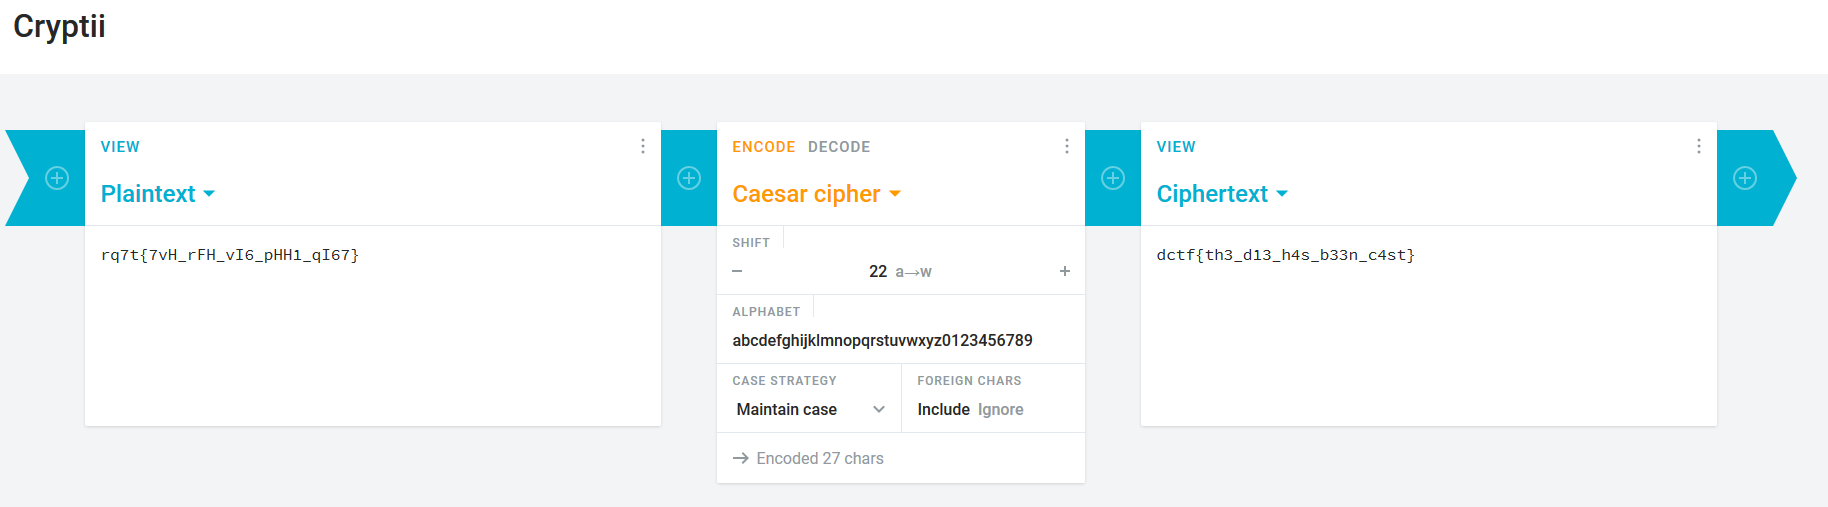 Cryptii
VIEW
Plaintext
rq7t{7vH_rFH_vI6_pHH1_qI67}
ENCODE DECODE
Caesar cipher
SHIFT
22 a→w
ALPHABET
abcdefghijklmnopqrstuvwxyz0123456789
CASE STRATEGY
Maintain case
FOREIGN CHARS
Include Ignore
→ Encoded 27 chars
VIEW
Ciphertext
dctf{th3_d13_h4s_b33n_c4st}